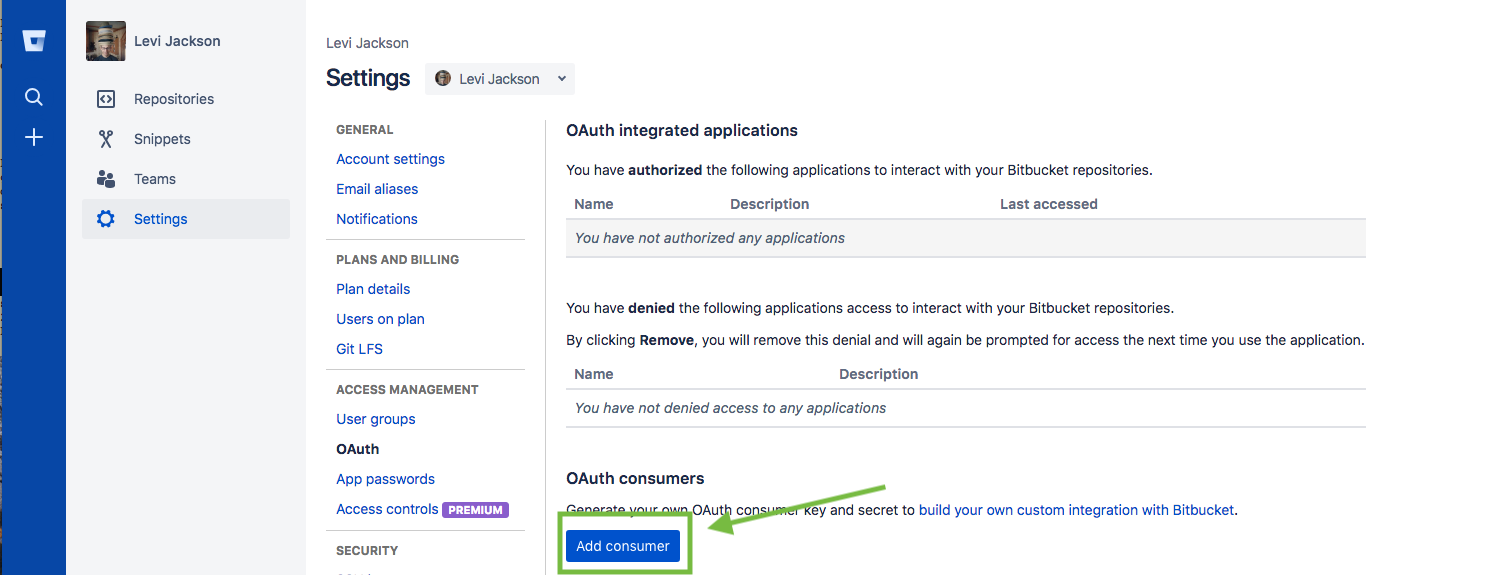 Levi Jackson
Repositories
Snippets
Teams
Settings
Levi Jackson
Settings
Levi Jackson
GENERAL
Account settings
Email aliases
Notifications
PLANS AND BILLING
Plan details
Users on plan
Git LFS
ACCESS MANAGEMENT
User groups
OAuth
App passwords
Access controls PREMIUM
SECURITY
OAuth integrated applications
You have authorized the following applications to interact with your Bitbucket repositories.
Name Description Last accessed
You have not authorized any applications
You have denied the following applications access to interact with your Bitbucket repositories.
By clicking Remove, you will remove this denial and will again be prompted for access the next time you use the application.
Name Description
You have not denied access to any applications
OAuth consumers
Generate your own OAuth consumer key and secret to build your own custom integration with Bitbucket.
Add consumer